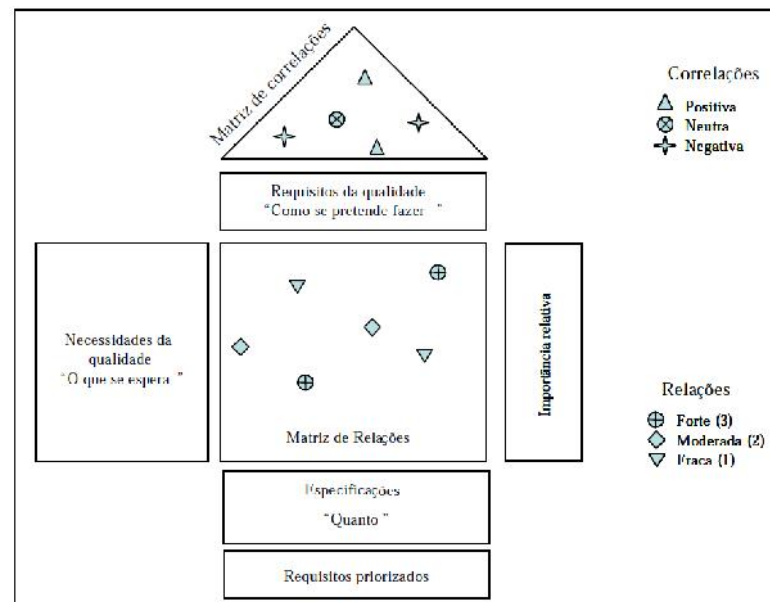 Matriz de correlações
Correlações
Positiva
Neutra
Negativa
Requisitos da qualidade
“Como se pretende fazer ”
Necessidades da
qualidade
“O que se espera ”
Matriz de Relações
Importância relativa
Relações
Forte (3)
Moderada (2)
Fraca (1)
Especificações
“Quanto ”
Requisitos priorizados